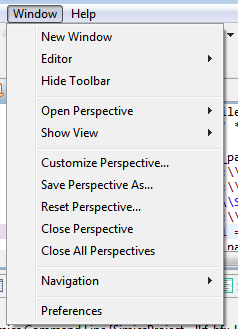 Window Help
New Window
Editor
Hide Toolbar
Open Perspective
Show View
Customize Perspective...
Save Perspective As...
Reset Perspective...
Close Perspective
Close All Perspectives
Navigation
Preferences